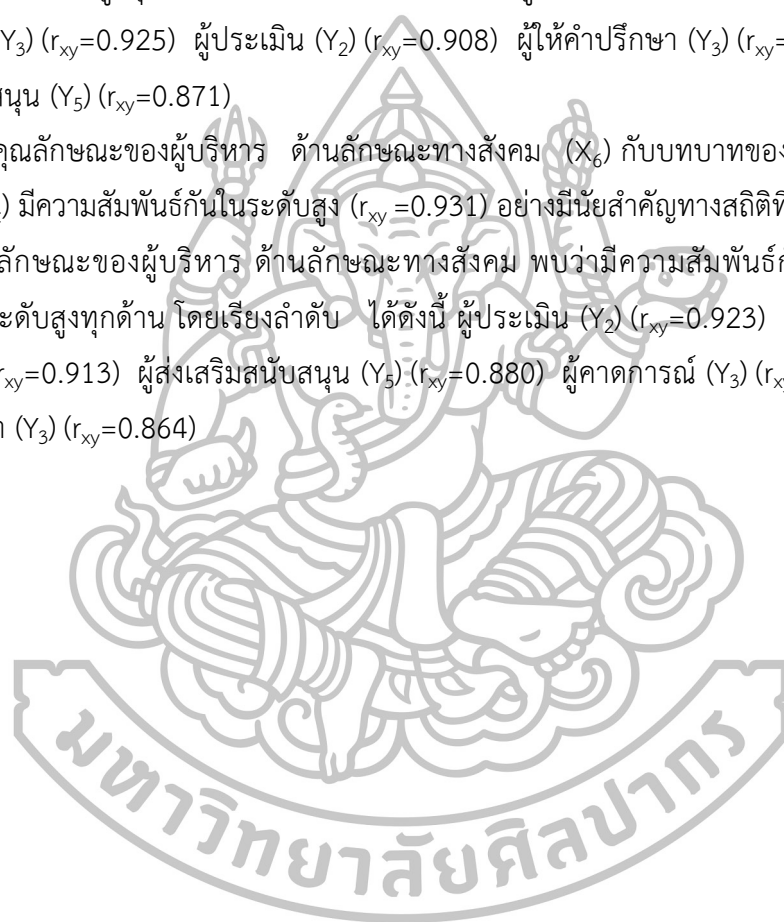 Y₃) (rxy=0.925) ผู้ประเมิน (Y₂) (rxy=0.908) ผู้ให้คำปรึกษา (Y₃) (rxy=
สนุน (Y₅) (rxy=0.871)
คุณลักษณะของผู้บริหาร ด้านลักษณะทางสังคม (X₆) กับบทบาทของ
) มีความสัมพันธ์กันในระดับสูง (rxy =0.931) อย่างมีนัยสำคัญทางสถิติที่
ลักษณะของผู้บริหาร ด้านลักษณะทางสังคม พบว่ามีความสัมพันธ์
ะดับสูงทุกด้าน โดยเรียงลำดับ ได้ดังนี้ ผู้ประเมิน (Y₂) (rxy=0.923)
rxy=0.913) ผู้ส่งเสริมสนับสนุน (Y₅) (rxy=0.880) ผู้คาดการณ์ (Y₃) (rxy
า (Y₃) (rxy=0.864)
มหาวิทยาลัยศิลปากร